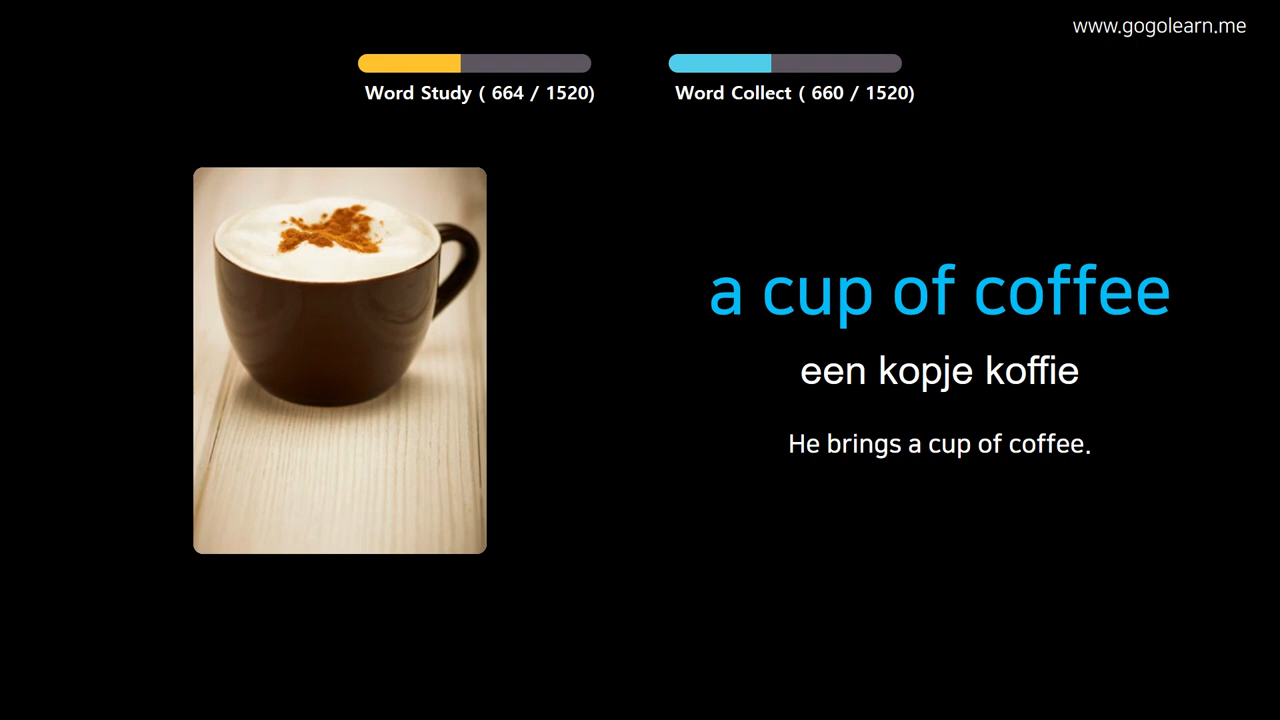 www.gogolearn.me
Word Study ( 664 / 1520)
Word Collect ( 660 / 1520)
a cup of coffee
een kopje koffie
He brings a cup of coffee.